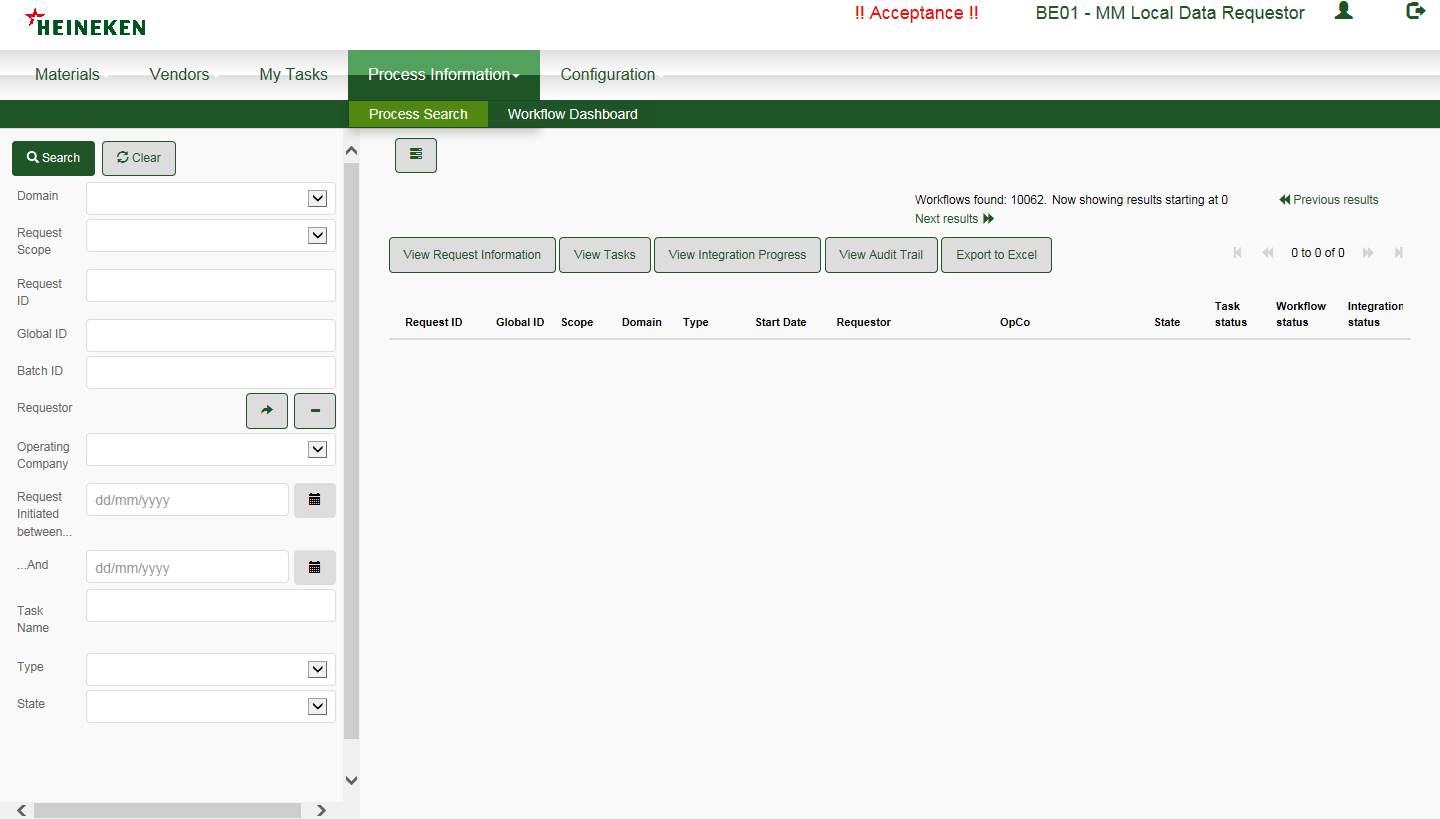 HEINEKEN
!! Acceptance !!
BE01 - MM Local Data Requestor
Materials
Vendors
My Tasks
Process Information
Configuration
Process Search
Workflow Dashboard
Search
Clear
Domain
Request
Scope
Request
ID
Global ID
Batch ID
Requestor
Operating
Company
Request
Initiated
between...
dd/mm/yyyy
...And
dd/mm/yyyy
Task
Name
Type
State
Workflows found: 10062. Now showing results starting at 0
Previous results
Next results
View Request Information
View Tasks
View Integration Progress
View Audit Trail
Export to Excel
0 to 0 of 0
Request ID
Global ID
Scope
Domain
Type
Start Date
Requestor
OpCo
State
Task
status
Workflow
status
Integration
status